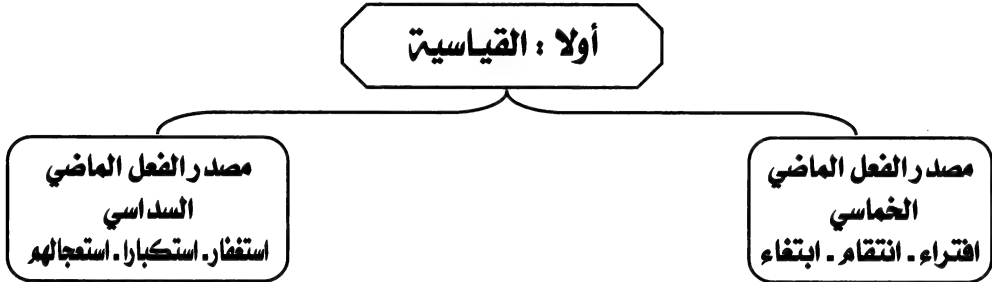 أولا : القياسية
مصدر الفعل الماضي
الخماسي
افتراء ـ انتقام ـ ابتغاء
مصدر الفعل الماضي
السداسي
استغفار ـ استكبارا ـ استعجالهم